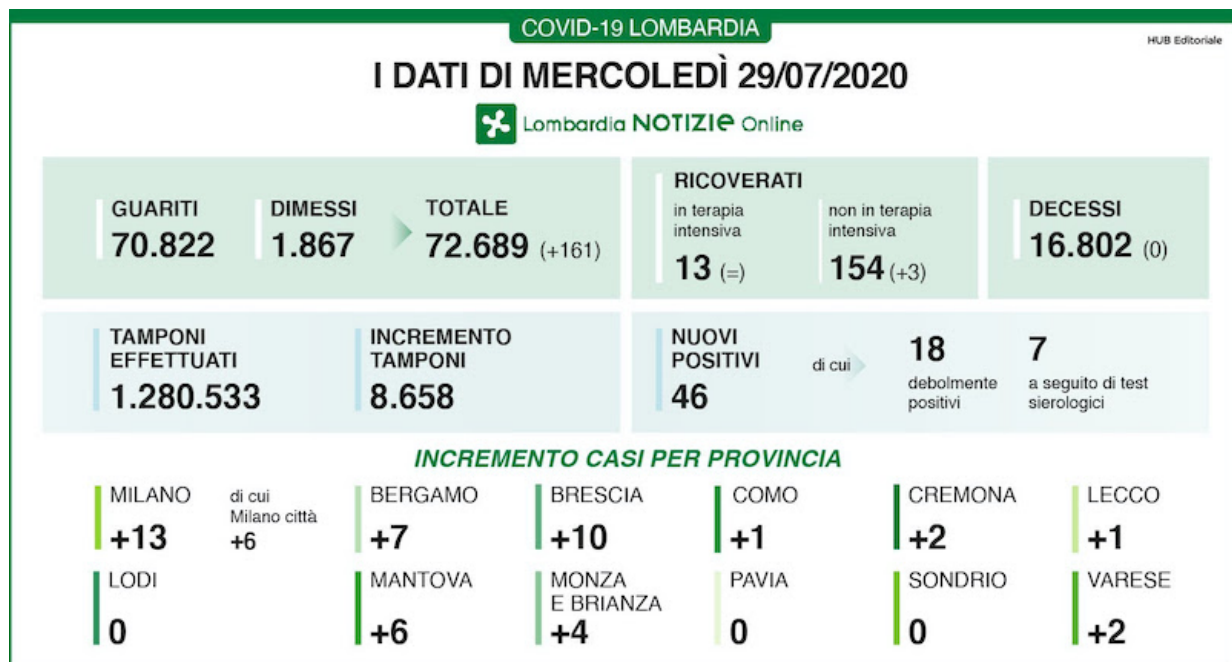 COVID-19 LOMBARDIA
HUB Editoriale
I DATI DI MERCOLEDÌ 29/07/2020
Lombardia NOTIZIE Online
GUARITI
70.822
DIMESSI
1.867
TOTALE
72.689 (+161)
RICOVERATI
in terapia
intensiva
13 (=)
non in terapia
intensiva
154 (+3)
DECESSI
16.802 (0)
TAMPONI
EFFETTUATI
1.280.533
INCREMENTO
TAMPONI
8.658
NUOVI
POSITIVI
46
di cui
18
debolmente
positivi
7
a seguito di test
sierologici
INCREMENTO CASI PER PROVINCIA
MILANO
+13
di cui
Milano città
+6
BERGAMO
+7
BRESCIA
+10
COMO
+1
CREMONA
+2
LECCO
+1
LODI
0
MANTOVA
+6
MONZA
E BRIANZA
+4
PAVIA
0
SONDRIO
0
VARESE
+2